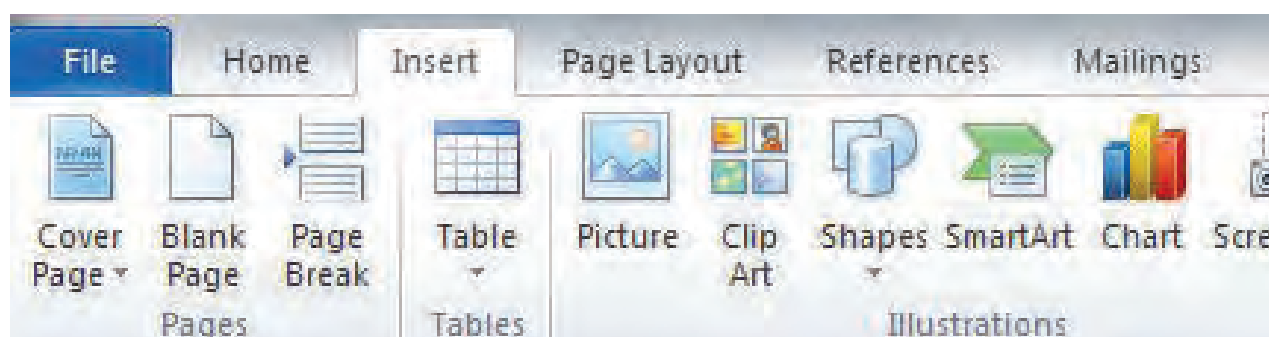 File Home Insert Page Layout References Mailings
Cover Page Blank Page Page Break Table Picture Clip Art Shapes SmartArt Chart
Pages Tables Illustrations